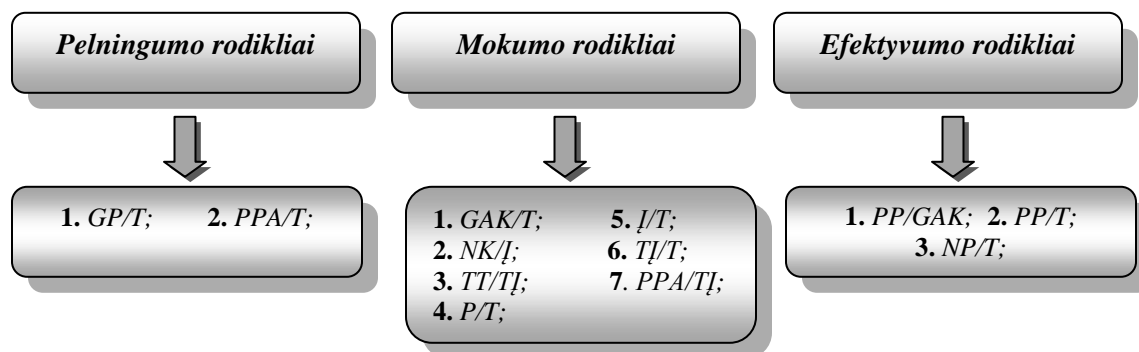 Pelningumo rodikliai
Mokumo rodikliai
Efektyvumo rodikliai
1. GP/T; 2. PPA/T;
1. GAK/T; 5. Į/T;
2. NK/Į; 6. TĮ/T;
3. TT/TĮ; 7. PPA/TĮ;
4. P/T;
1. PP/GAK; 2. PP/T;
3. NP/T;